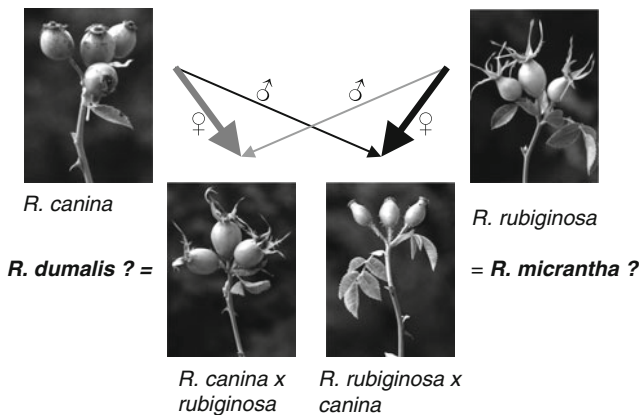 ♂ ♂
♀ ♀
R. canina
R. rubiginosa
R. dumalis ? =
= R. micrantha ?
R. canina x
rubiginosa
R. rubiginosa x
canina